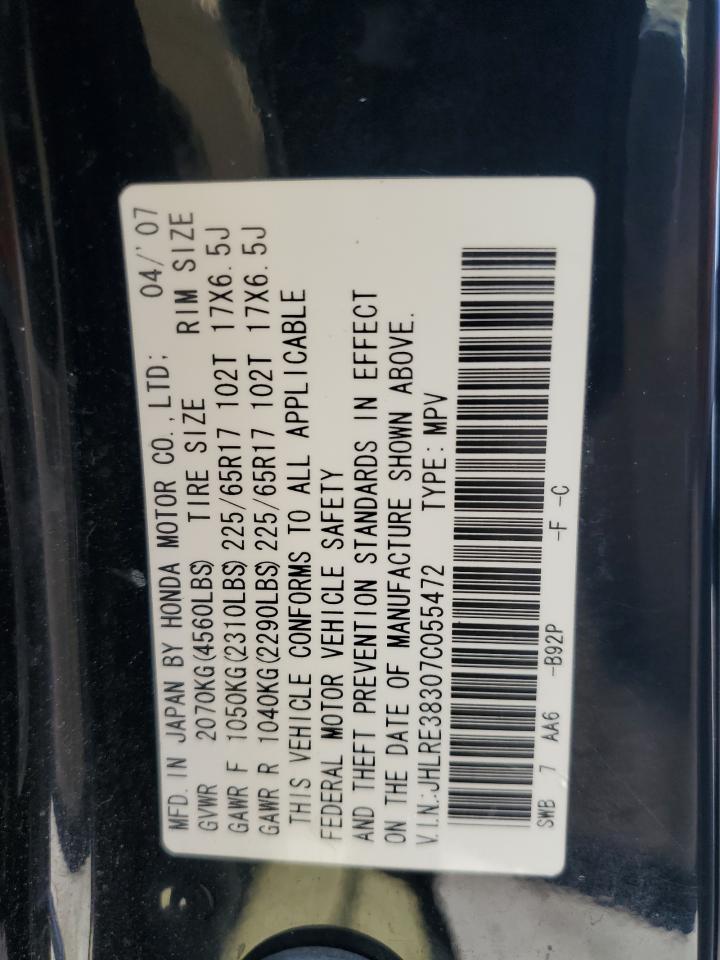 MFD. IN JAPAN BY HONDA MOTOR CO., LTD; 04/'07
GVWR 2070KG(4560LBS) TIRE SIZE RIM SIZE
GAWR F 1050KG(2310LBS) 225/65R17 102T 17X6.5J
GAWR R 1040KG(2290LBS) 225/65R17 102T 17X6.5J
THIS VEHICLE CONFORMS TO ALL APPLICABLE
FEDERAL MOTOR VEHICLE SAFETY
AND THEFT PREVENTION STANDARDS IN EFFECT
ON THE DATE OF MANUFACTURE SHOWN ABOVE.
V.I.N.:JHLRE38307C055472 TYPE: MPV
SWB 7 AA6 -B92P -F -C